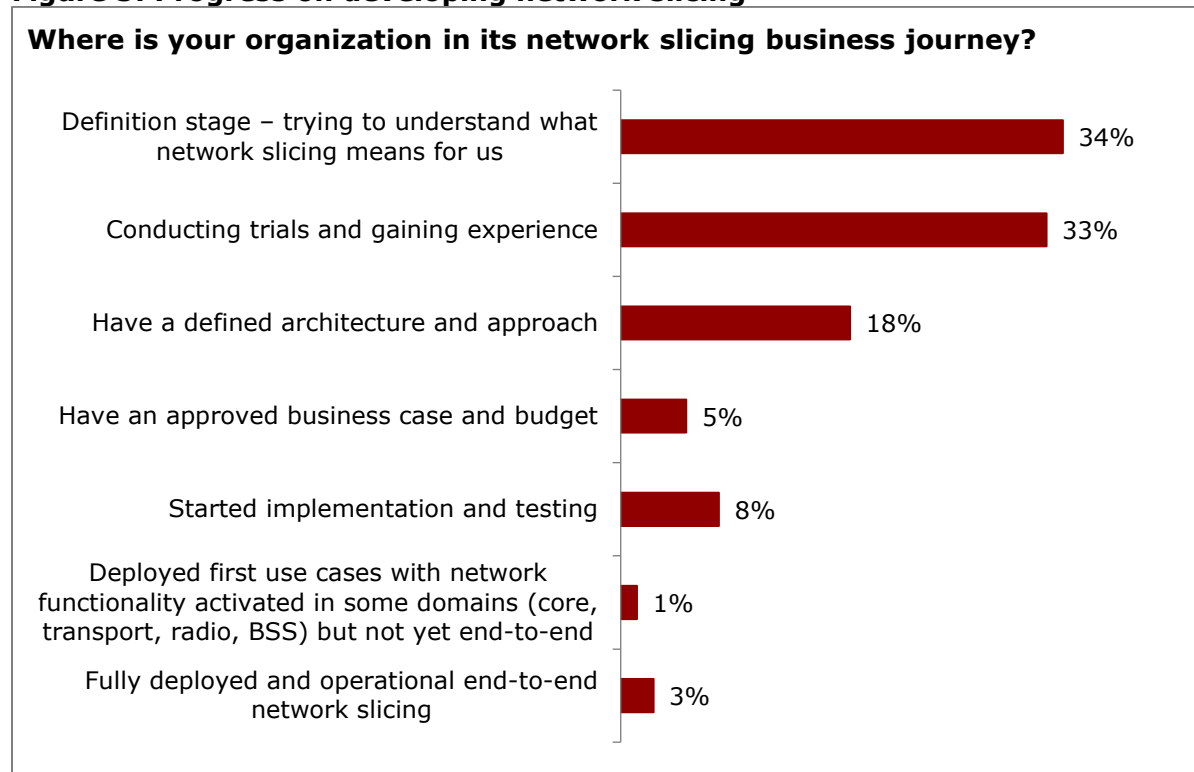 Where is your organization in its network slicing business journey?
Definition stage – trying to understand what
network slicing means for us
34%
Conducting trials and gaining experience
33%
Have a defined architecture and approach
18%
Have an approved business case and budget
5%
Started implementation and testing
8%
Deployed first use cases with network
functionality activated in some domains (core,
transport, radio, BSS) but not yet end-to-end
1%
Fully deployed and operational end-to-end
network slicing
3%